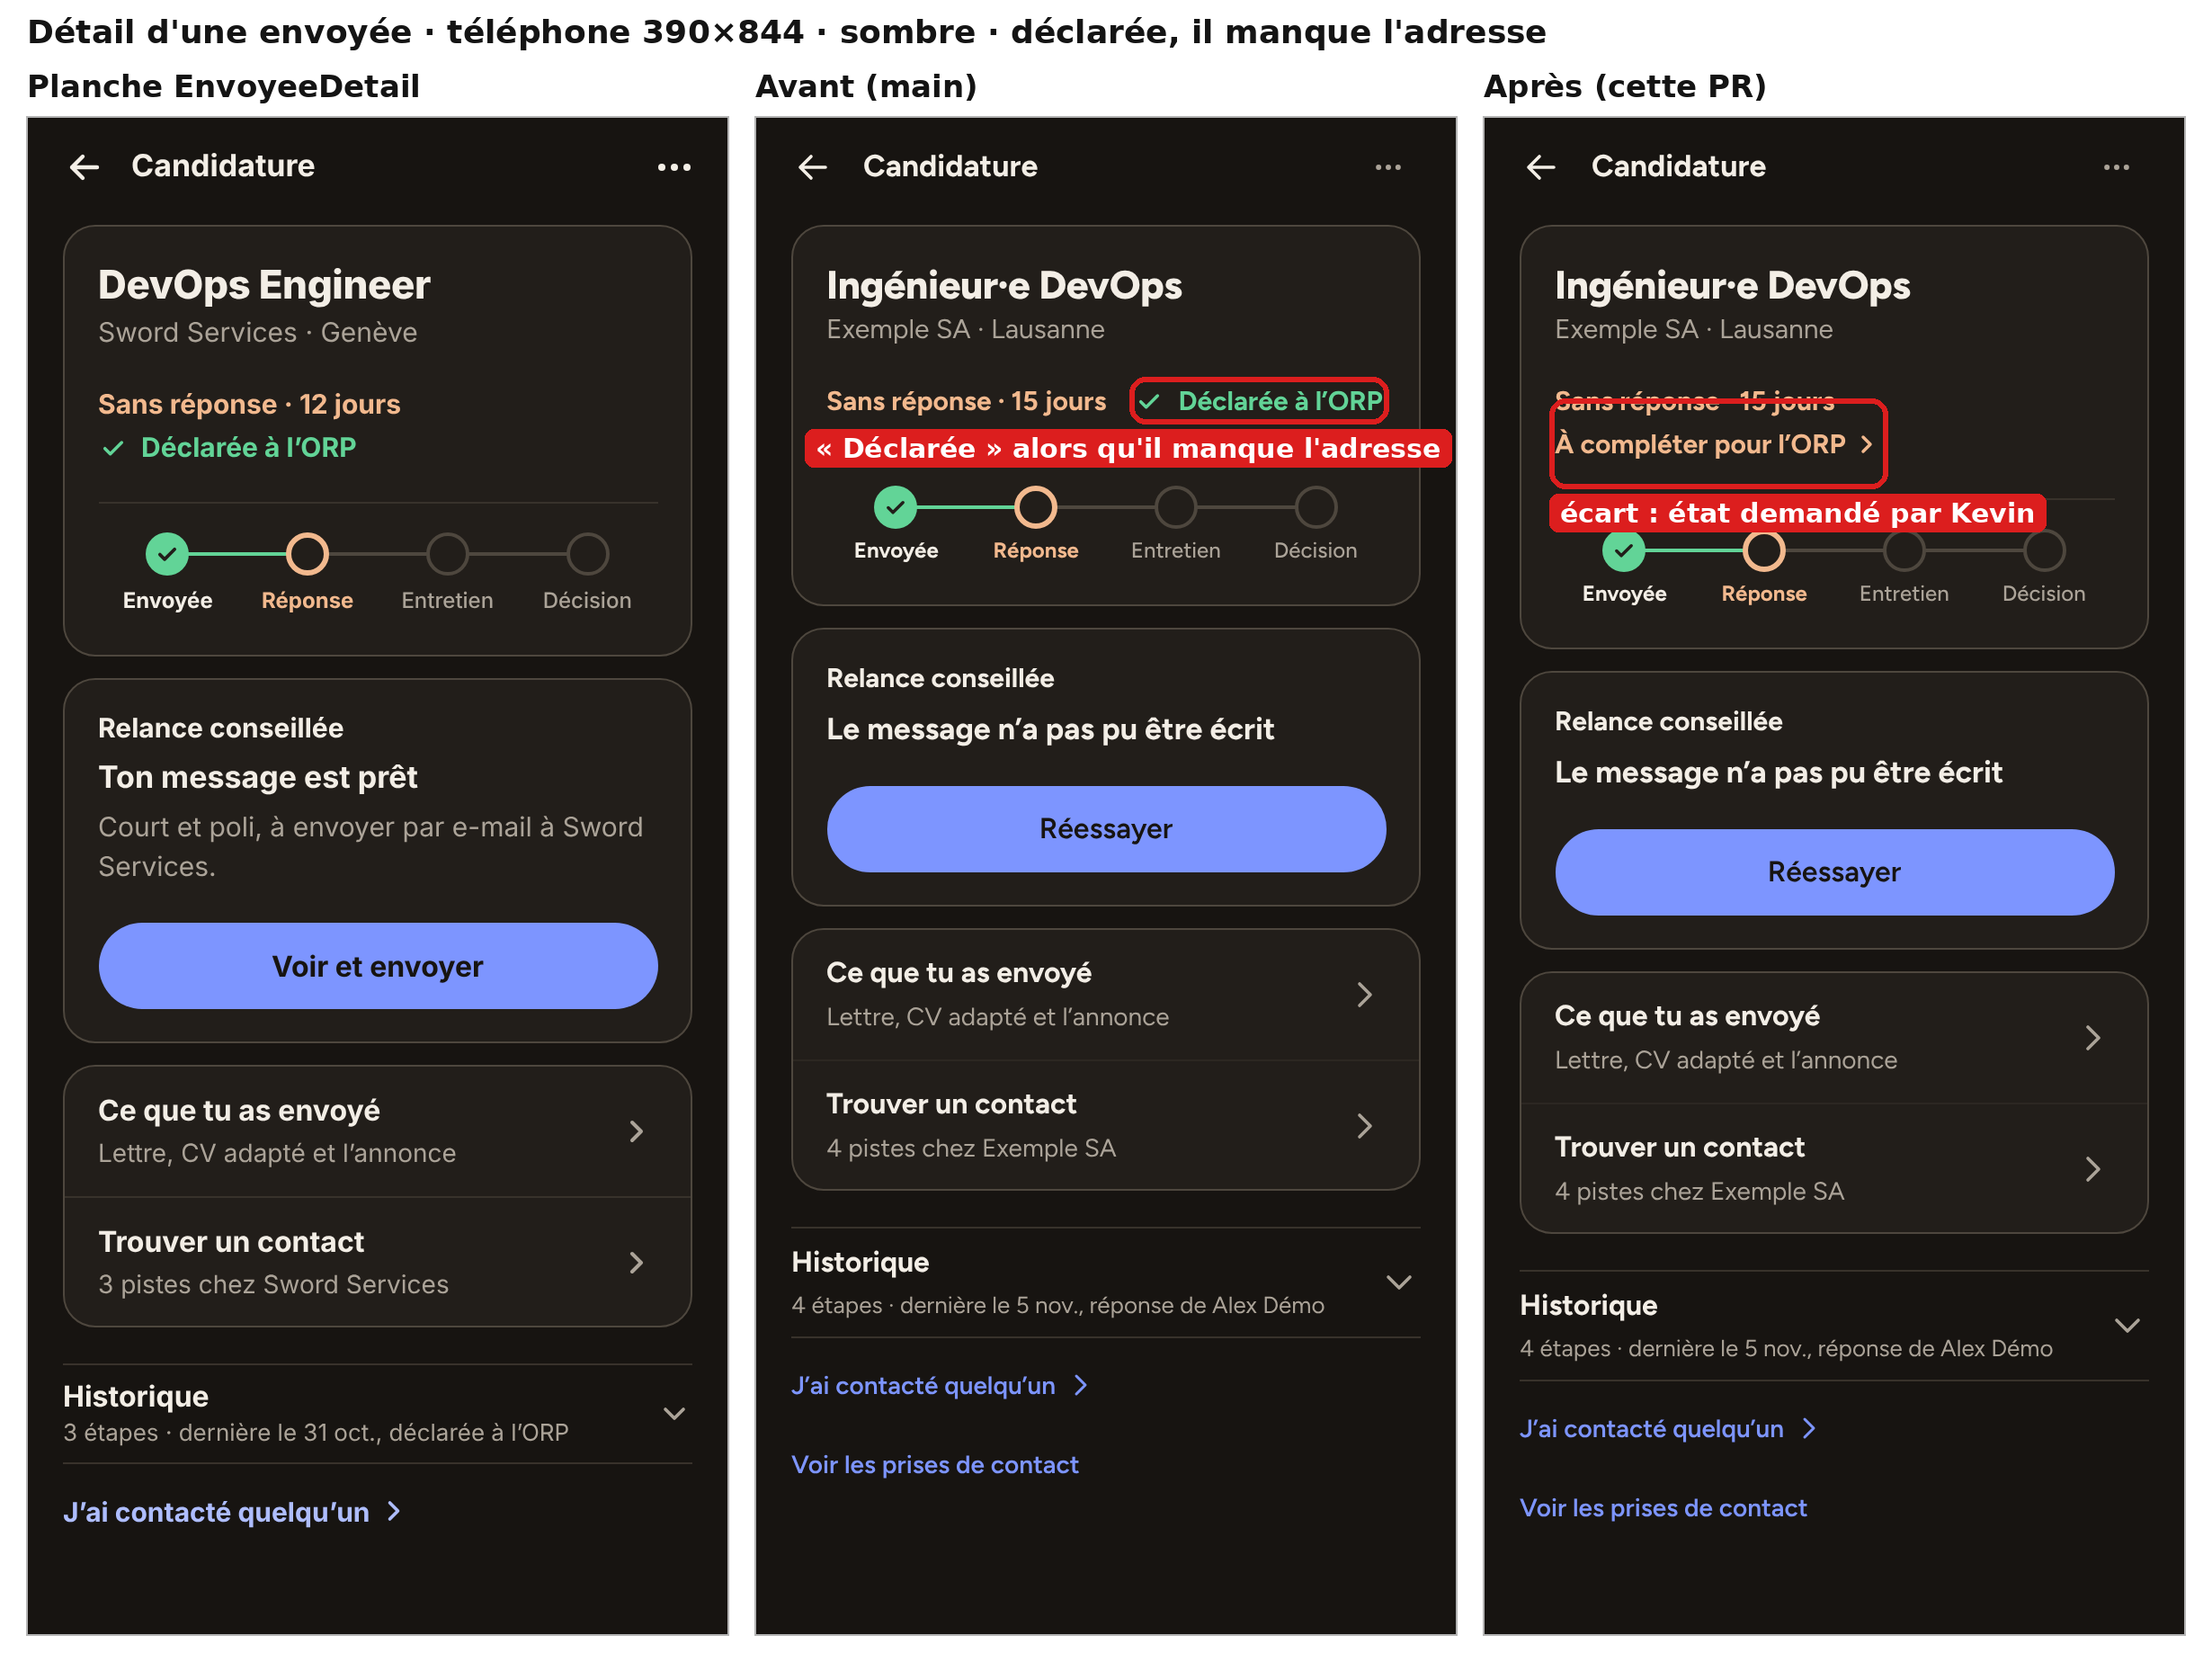 Détail d'une envoyée · téléphone 390×844 · sombre · déclarée, il manque l'adresse
Planche EnvoyeeDetail
Candidature
DevOps Engineer
Sword Services · Genève
Sans réponse · 12 jours
Déclarée à l’ORP
Envoyée
Réponse
Entretien
Décision
Relance conseillée
Ton message est prêt
Court et poli, à envoyer par e-mail à Sword
Services.
Voir et envoyer
Ce que tu as envoyé
Lettre, CV adapté et l’annonce
Trouver un contact
3 pistes chez Sword Services
Historique
3 étapes · dernière le 31 oct., déclarée à l’ORP
J’ai contacté quelqu’un
Avant (main)
Candidature
Ingénieur·e DevOps
Exemple SA · Lausanne
Sans réponse · 15 jours
Déclarée à l’ORP
« Déclarée » alors qu'il manque l'adresse
Envoyée
Réponse
Entretien
Décision
Relance conseillée
Le message n’a pas pu être écrit
Réessayer
Ce que tu as envoyé
Lettre, CV adapté et l’annonce
Trouver un contact
4 pistes chez Exemple SA
Historique
4 étapes · dernière le 5 nov., réponse de Alex Démo
J’ai contacté quelqu’un
Voir les prises de contact
Après (cette PR)
Candidature
Ingénieur·e DevOps
Exemple SA · Lausanne
Sans réponse · 15 jours
À compléter pour l’ORP
écart : état demandé par Kevin
Envoyée
Réponse
Entretien
Décision
Relance conseillée
Le message n’a pas pu être écrit
Réessayer
Ce que tu as envoyé
Lettre, CV adapté et l’annonce
Trouver un contact
4 pistes chez Exemple SA
Historique
4 étapes · dernière le 5 nov., réponse de Alex Démo
J’ai contacté quelqu’un
Voir les prises de contact